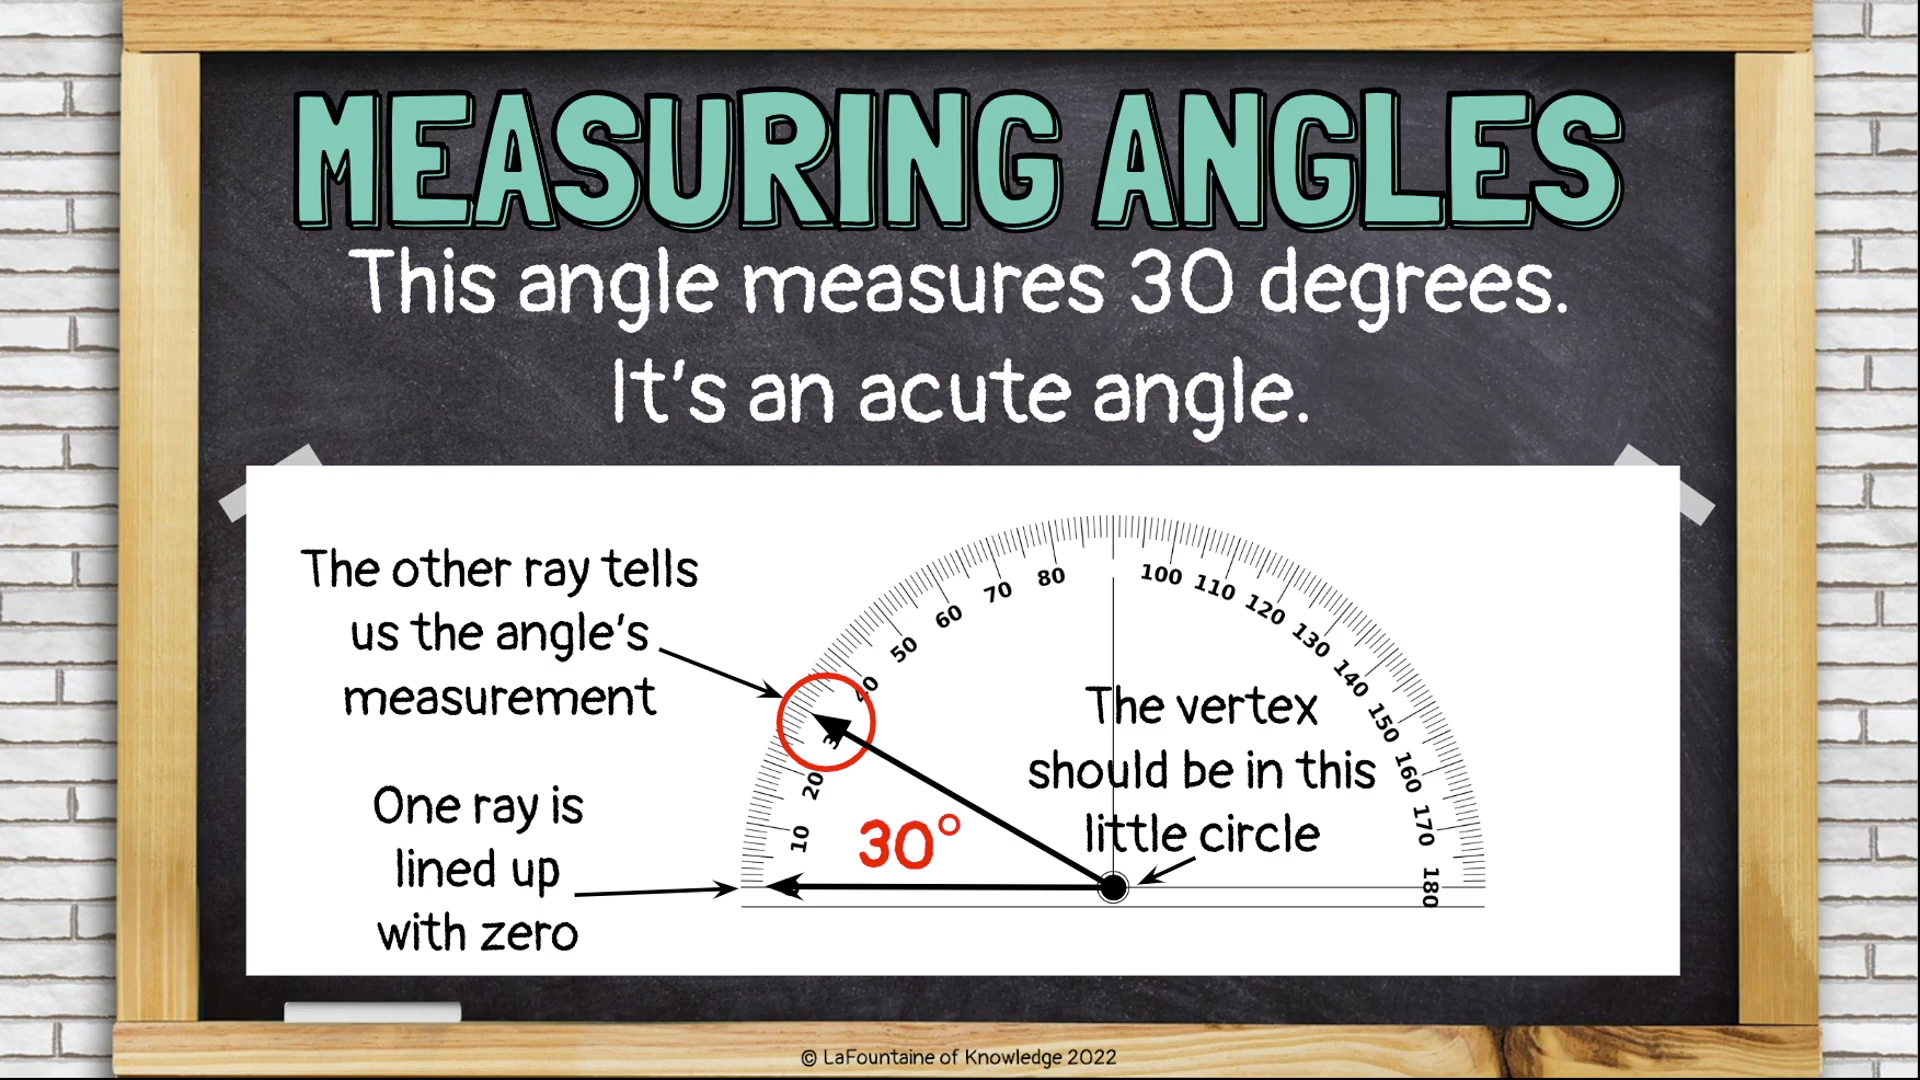 MEASURING ANGLES
This angle measures 30 degrees.
It's an acute angle.
The other ray tells
us the angle's
measurement
One ray is
lined up
with zero
10
20
40
50
60
70
80
100
110
120
130
140
150
160
170
180
30°
The vertex
should be in this
little circle
© LaFountaine of Knowledge 2022